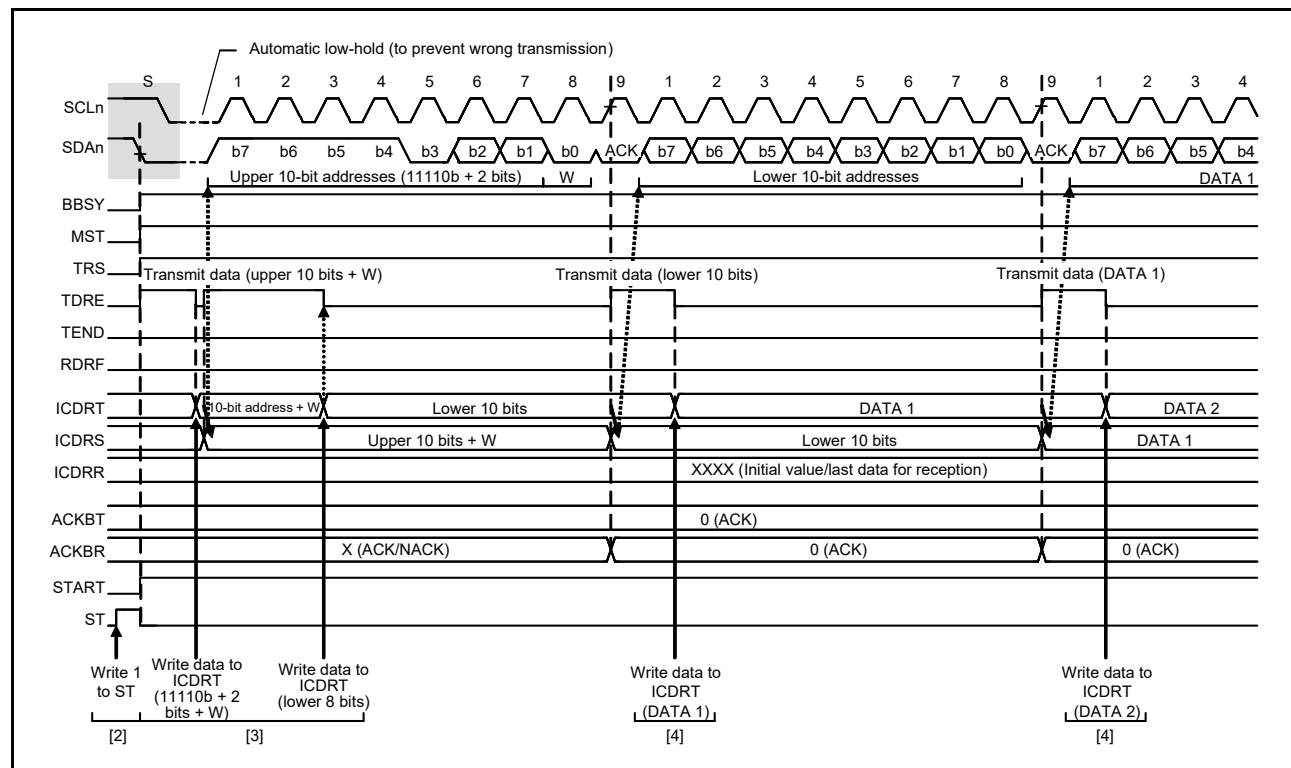 Automatic low-hold (to prevent wrong transmission)
S 1 2 3 4 5 6 7 8 9 1 2 3 4 5 6 7 8 9 1 2 3 4
SCLn
SDAn b7 b6 b5 b4 b3 b2 b1 b0 ACK b7 b6 b5 b4 b3 b2 b1 b0 ACK b7 b6 b5 b4
Upper 10-bit addresses (11110b + 2 bits) W Lower 10-bit addresses DATA 1
BBSY
MST
TRS
Transmit data (upper 10 bits + W) Transmit data (lower 10 bits) Transmit data (DATA 1)
TDRE
TEND
RDRF
ICDRT 10-bit address + W Lower 10 bits DATA 1 DATA 2
ICDRS Upper 10 bits + W Lower 10 bits DATA 1
ICDRR XXXX (Initial value/last data for reception)
ACKBT 0 (ACK)
ACKBR X (ACK/NACK) 0 (ACK) 0 (ACK)
START
ST
Write 1
to ST
Write data to
ICDRT
(11110b + 2
bits + W)
Write data to
ICDRT
(lower 8 bits)
Write data to
ICDRT
(DATA 1)
Write data to
ICDRT
(DATA 2)
[2] [3] [4] [4]